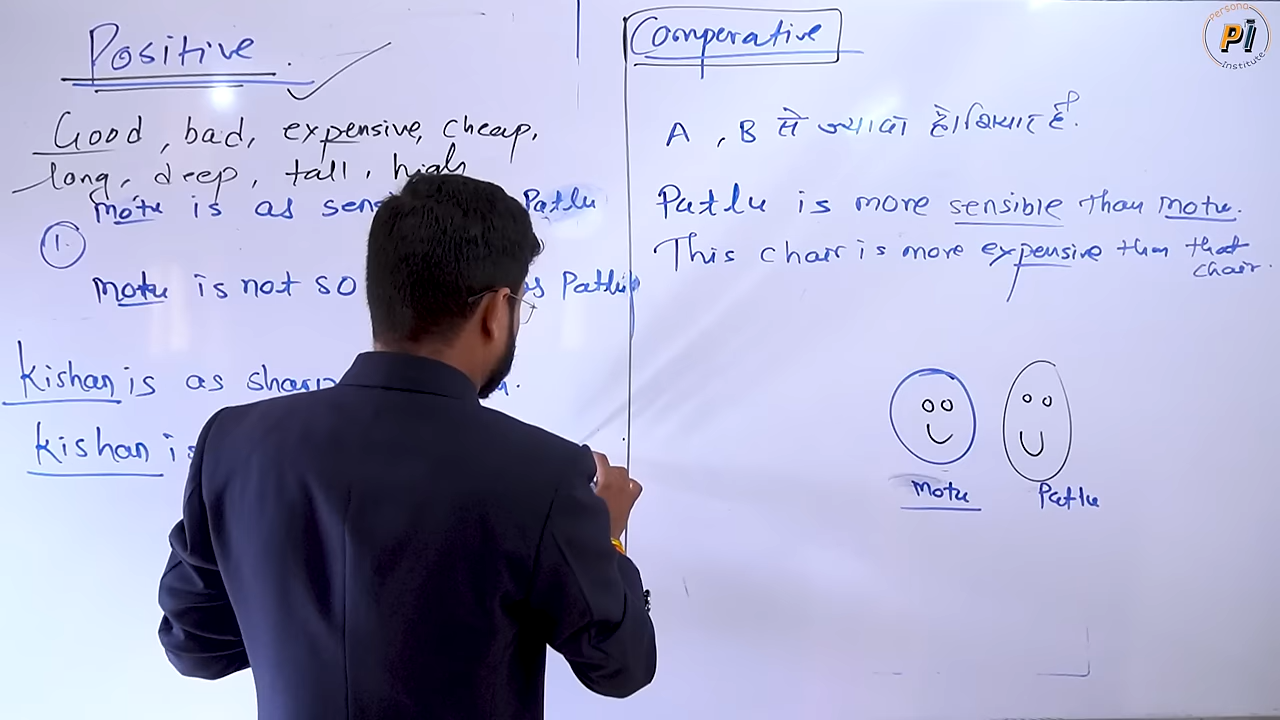 Positive.
Good, bad, expensive, cheap,
long, deep, tall, high
motu is as Patlu
1.
motu is not so as Patlu
Kishan is as sharp
Kishan is
Comperative
A , B से ज्यादा होशियार है.
Patlu is more sensible than motu.
This chair is more expensive than that
chair.
motu
Patlu
Persona
PI
Institute